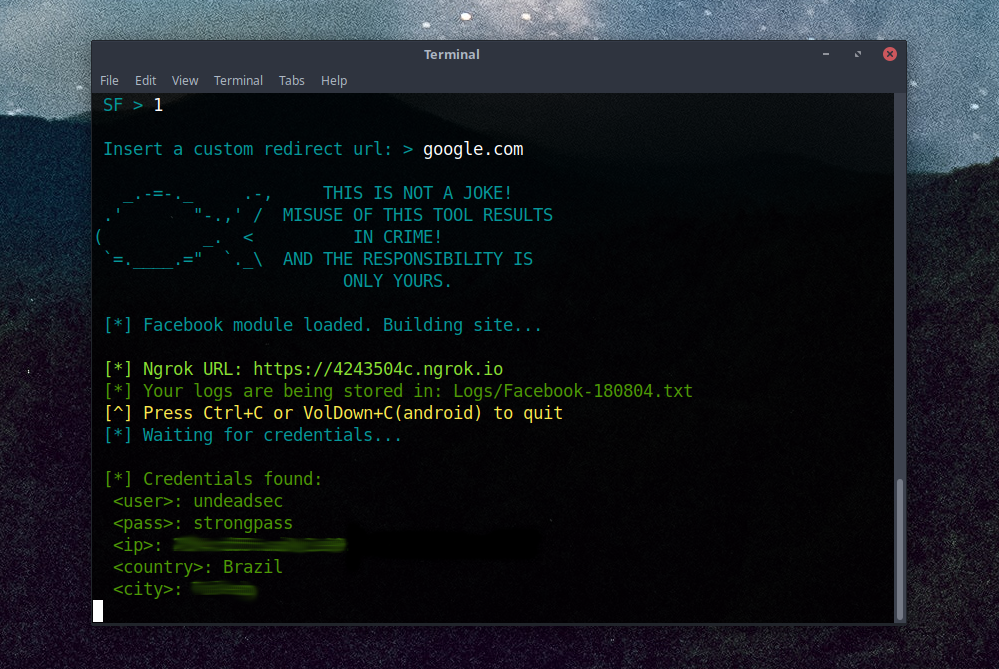 Terminal
File Edit View Terminal Tabs Help
SF > 1
Insert a custom redirect url: > google.com
THIS IS NOT A JOKE!
MISUSE OF THIS TOOL RESULTS
IN CRIME!
AND THE RESPONSIBILITY IS
ONLY YOURS.
[*] Facebook module loaded. Building site...
[*] Ngrok URL: https://4243504c.ngrok.io
[*] Your logs are being stored in: Logs/Facebook-180804.txt
[^] Press Ctrl+C or VolDown+C(android) to quit
[*] Waiting for credentials...
[*] Credentials found:
<user>: undeadsec
<pass>: strongpass
<ip>:
<country>: Brazil
<city>: